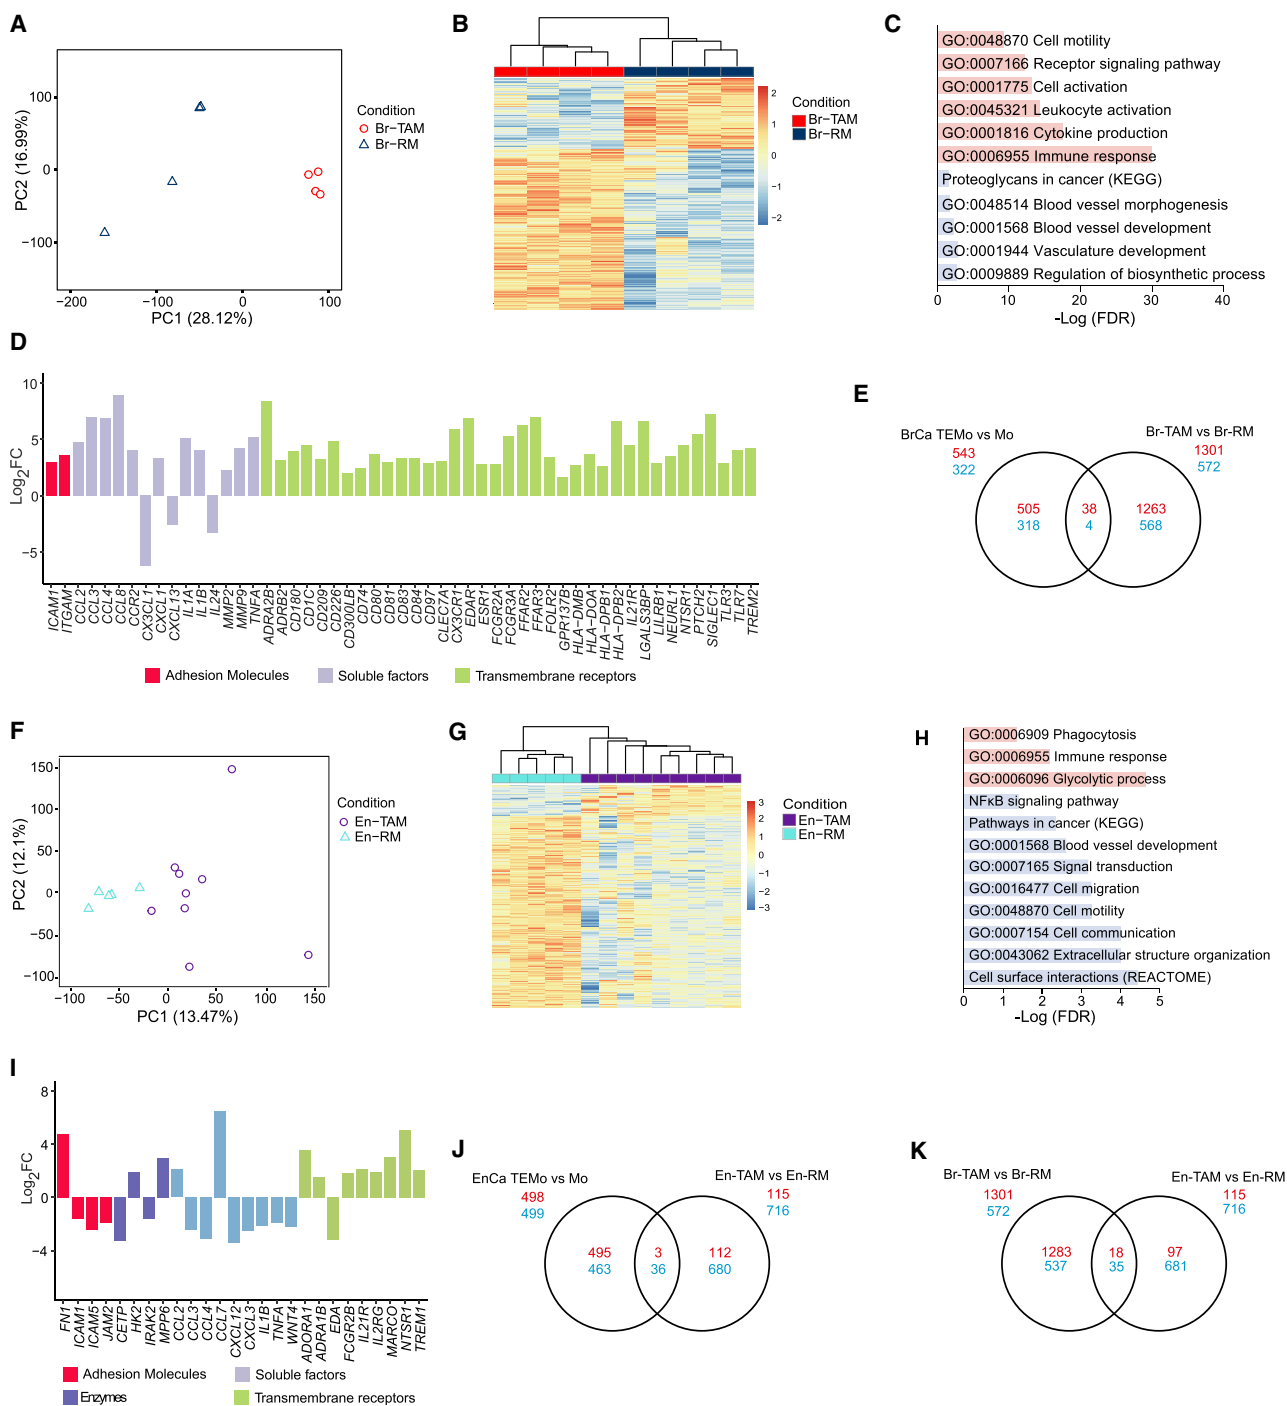 A
100
0
−100
−200
−100
0
100
PC2 (16.99%)
PC1 (28.12%)
Condition
Br−TAM
Br−RM
B
2
1
0
−1
−2
Condition
Br−TAM
Br−RM
C
GO:0048870 Cell motility
GO:0007166 Receptor signaling pathway
GO:0001775 Cell activation
GO:0045321 Leukocyte activation
GO:0001816 Cytokine production
GO:0006955 Immune response
Proteoglycans in cancer (KEGG)
GO:0048514 Blood vessel morphogenesis
GO:0001568 Blood vessel development
GO:0001944 Vasculature development
GO:0009889 Regulation of biosynthetic process
0 10 20 30 40
-Log (FDR)
D
10
5
0
−5
Log2FC
ICAM1
ITGAM
CCL2
CCL3
CCL4
CCL8
CCR2
CX3CL1
CXCL1
CXCL13
IL1A
IL1B
IL24
MMP2
MMP9
TNFA
ADRA2B
ADRB2
CD180
CD1C
CD209
CD226
CD300LB
CD74
CD80
CD81
CD83
CD84
CD97
CLEC7A
CX3CR1
EDAR
ESR1
FCGR2A
FCGR3A
FFAR2
FFAR3
FOLR2
GPR137B
HLA-DMB
HLA-DOA
HLA-DPB1
HLA-DPB2
IL21R
LGALS3BP
LILRB1
NEURL1
NTSR1
PTCH2
SIGLEC1
TLR3
TLR7
TREM2
Adhesion Molecules
Soluble factors
Transmembrane receptors
E
BrCa TEMo vs Mo
543
322
Br-TAM vs Br-RM
1301
572
505
318
38
4
1263
568
F
150
100
50
0
−50
−100
−100 −50 0 50 100 150
PC2 (12.1%)
PC1 (13.47%)
Condition
En−TAM
En−RM
G
3
2
1
0
−1
−2
−3
Condition
En−TAM
En−RM
H
GO:0006909 Phagocytosis
GO:0006955 Immune response
GO:0006096 Glycolytic process
NFκB signaling pathway
Pathways in cancer (KEGG)
GO:0001568 Blood vessel development
GO:0007165 Signal transduction
GO:0016477 Cell migration
GO:0048870 Cell motility
GO:0007154 Cell communication
GO:0043062 Extracellular structure organization
Cell surface interactions (REACTOME)
0 1 2 3 4 5
-Log (FDR)
I
8
4
0
−4
Log2FC
FN1
ICAM1
ICAM5
JAM2
CETP
HK2
IRAK2
MPP6
CCL2
CCL3
CCL4
CCL7
CXCL12
CXCL3
IL1B
TNFA
WNT4
ADORA1
ADRA1B
EDA
FCGR2B
IL21R
IL2RG
MARCO
NTSR1
TREM1
Adhesion Molecules
Soluble factors
Enzymes
Transmembrane receptors
J
EnCa TEMo vs Mo
498
499
En-TAM vs En-RM
115
716
495
463
3
36
112
680
K
Br-TAM vs Br-RM
1301
572
En-TAM vs En-RM
115
716
1283
537
18
35
97
681